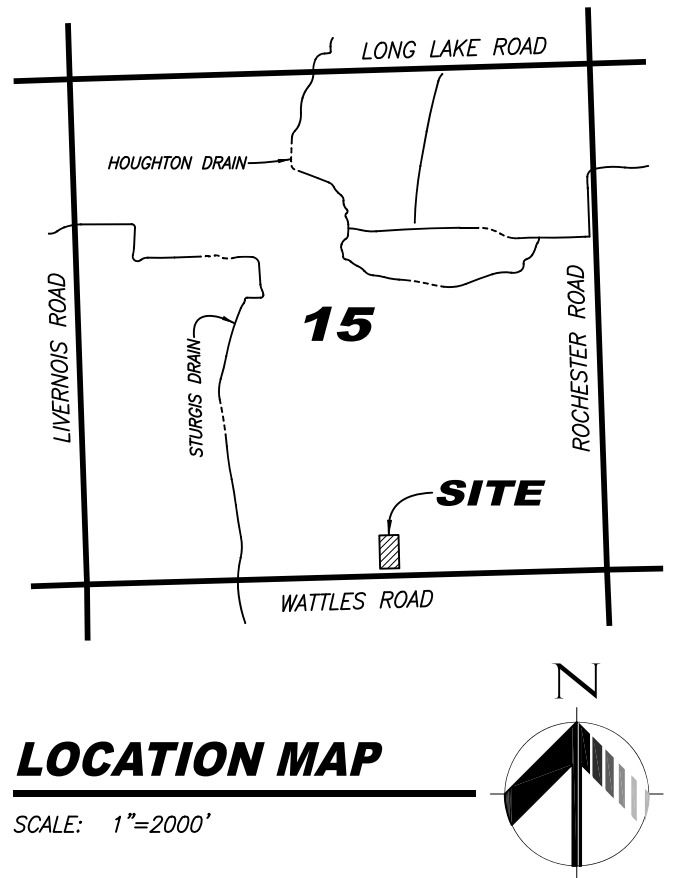 LONG LAKE ROAD
HOUGHTON DRAIN
LIVERNOIS ROAD
STURGIS DRAIN
15
ROCHESTER ROAD
SITE
WATTLES ROAD
N
LOCATION MAP
SCALE: 1"=2000'